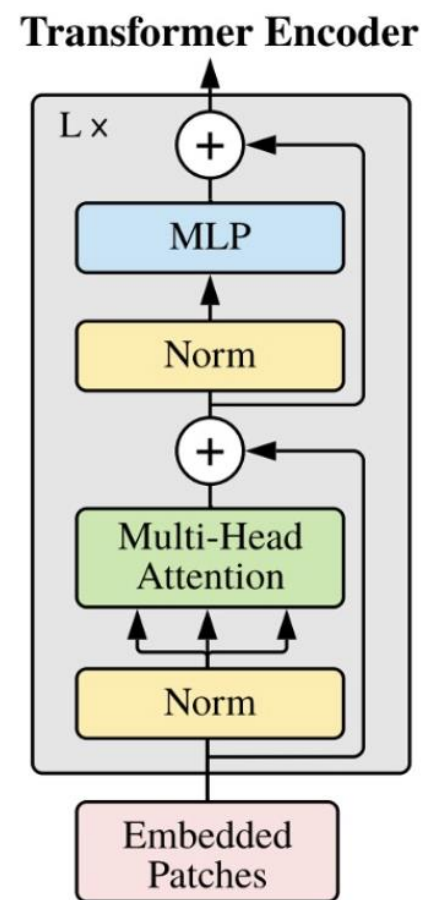 Transformer Encoder
L ×
+
MLP
Norm
+
Multi-Head
Attention
Norm
Embedded
Patches